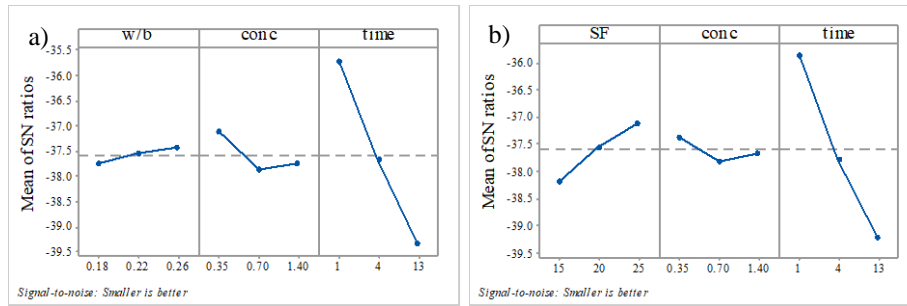 a)
w/b conc time
Mean of SN ratios
-35.5
-36.0
-36.5
-37.0
-37.5
-38.0
-38.5
-39.0
-39.5
0.18 0.22 0.26 0.35 0.70 1.40 1 4 13
Signal-to-noise: Smaller is better
b)
SF conc time
Mean of SN ratios
-36.0
-36.5
-37.0
-37.5
-38.0
-38.5
-39.0
-39.5
15 20 25 0.35 0.70 1.40 1 4 13
Signal-to-noise: Smaller is better